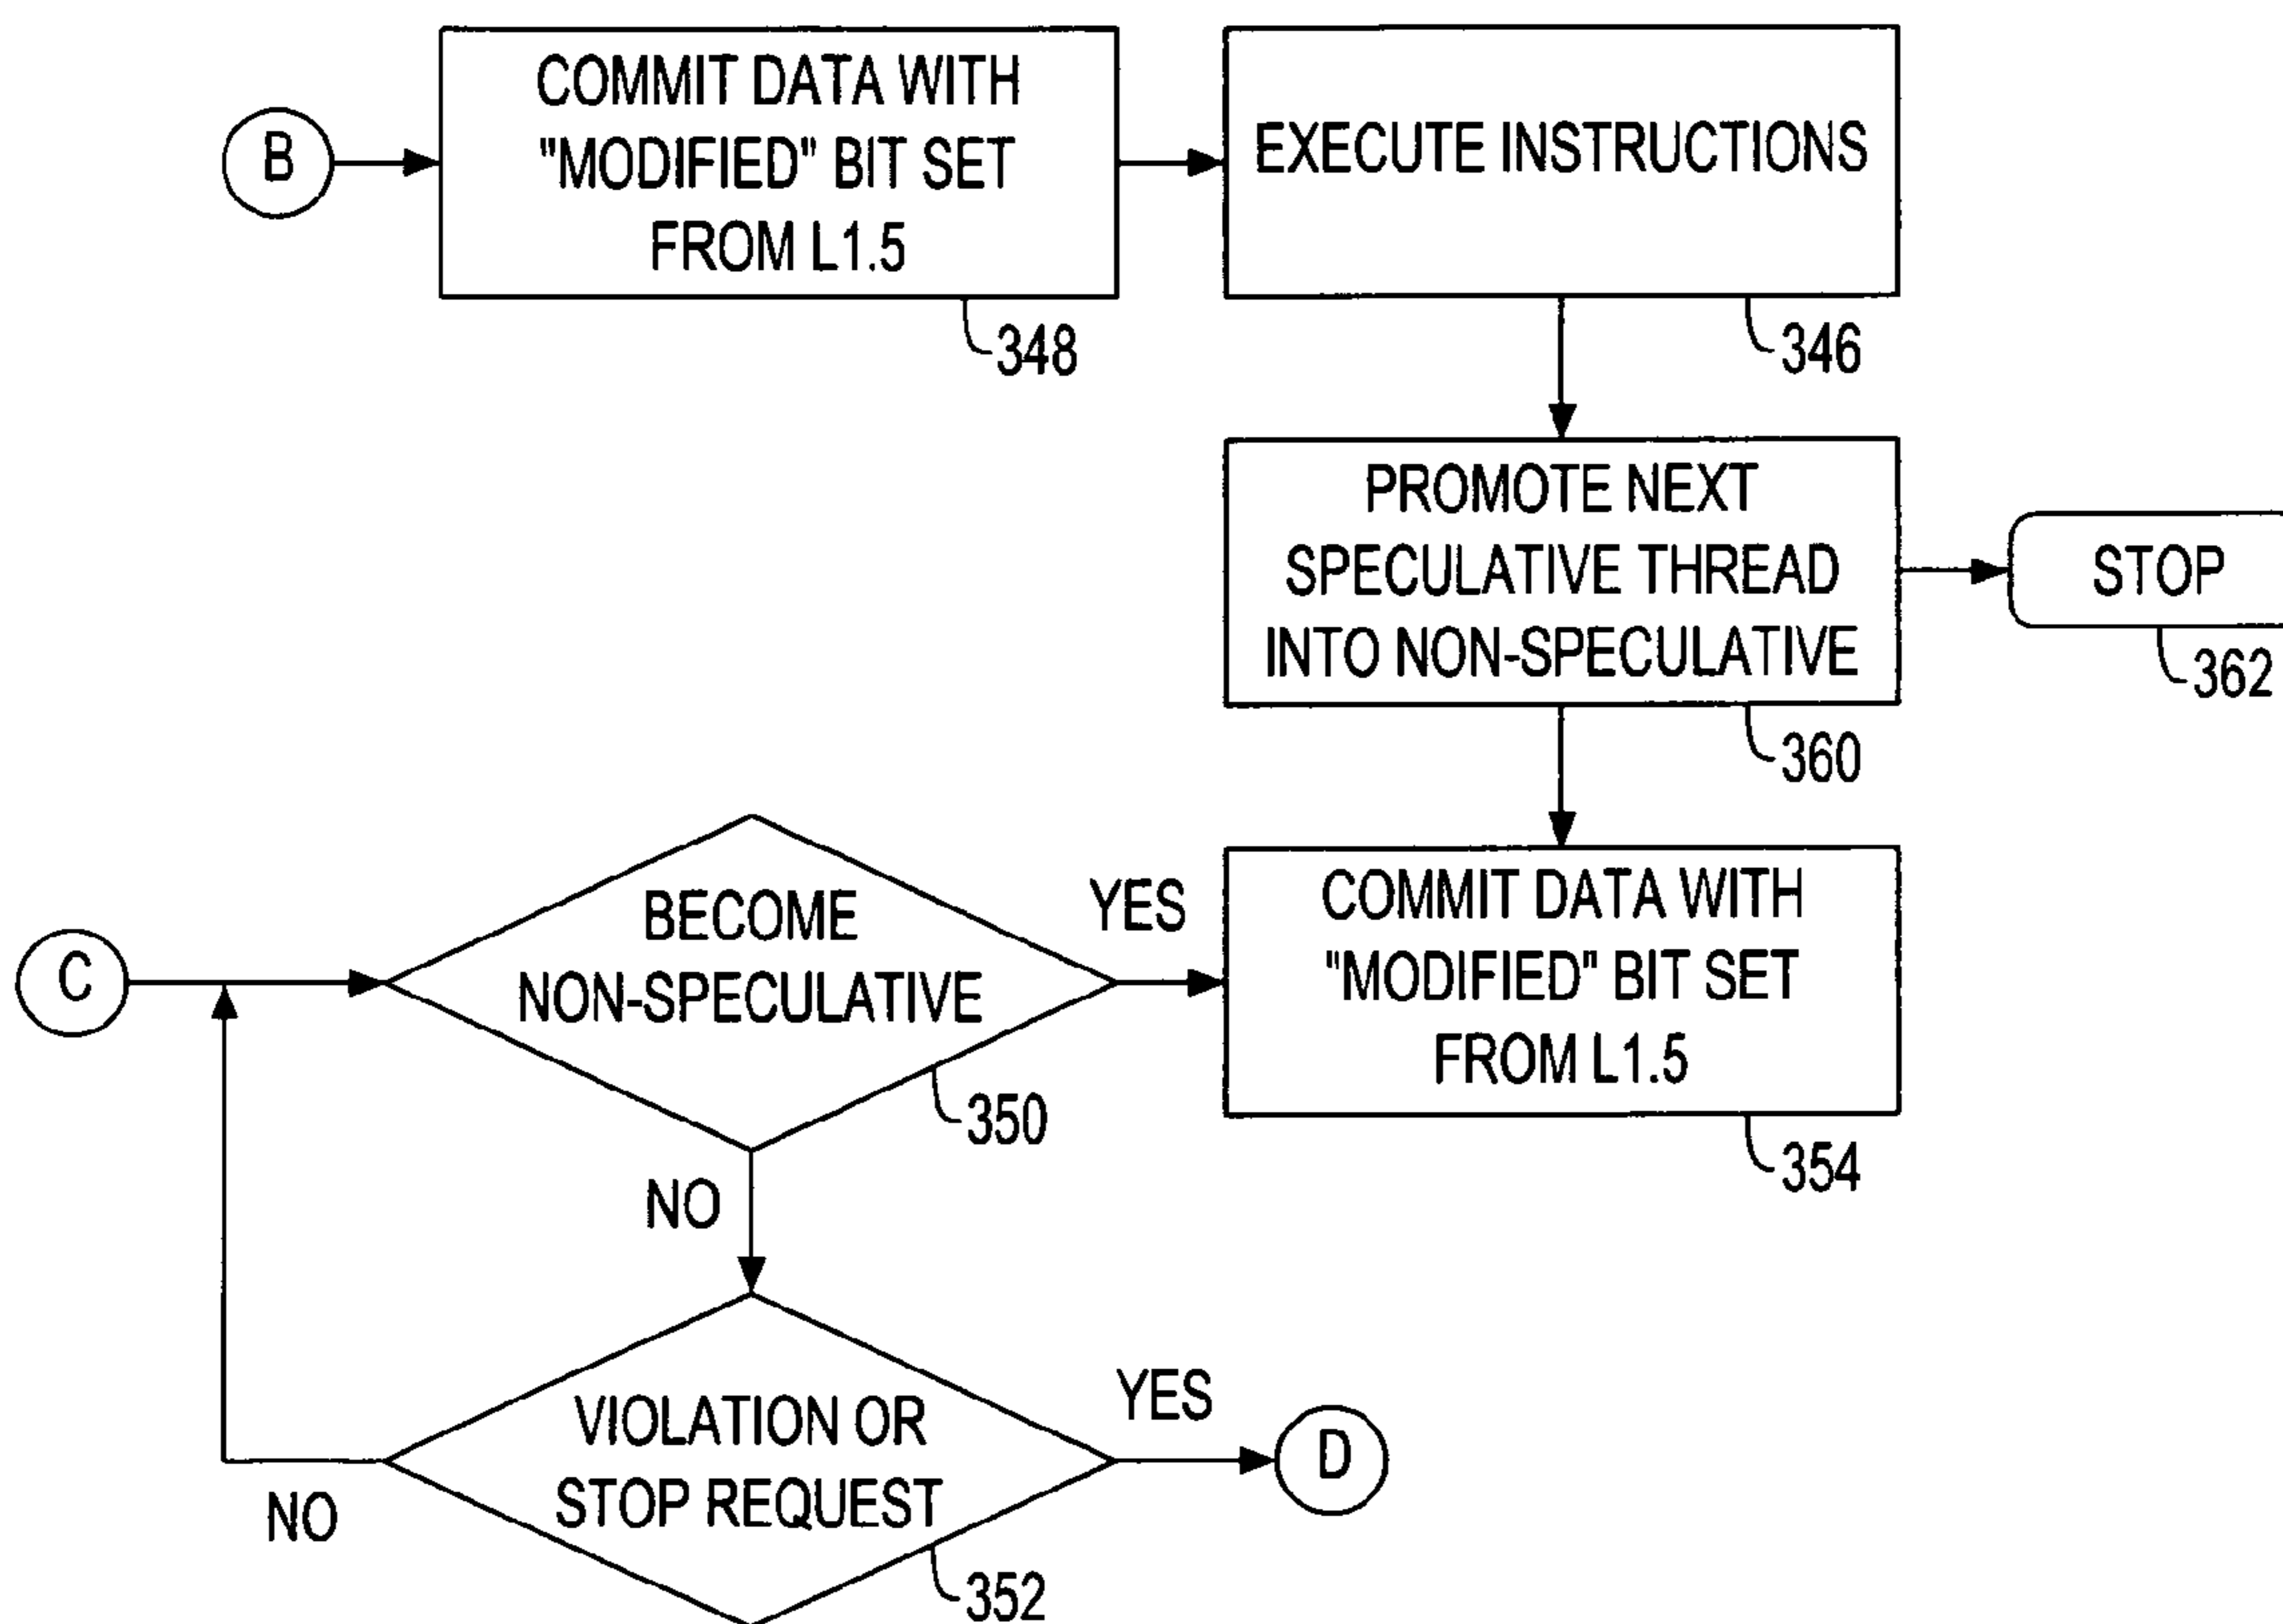 B
COMMIT DATA WITH
"MODIFIED" BIT SET
FROM L1.5
348
EXECUTE INSTRUCTIONS
346
PROMOTE NEXT
SPECULATIVE THREAD
INTO NON-SPECULATIVE
360
STOP
362
C
BECOME
NON-SPECULATIVE
350
YES
NO
COMMIT DATA WITH
"MODIFIED" BIT SET
FROM L1.5
354
VIOLATION OR
STOP REQUEST
352
YES
NO
D